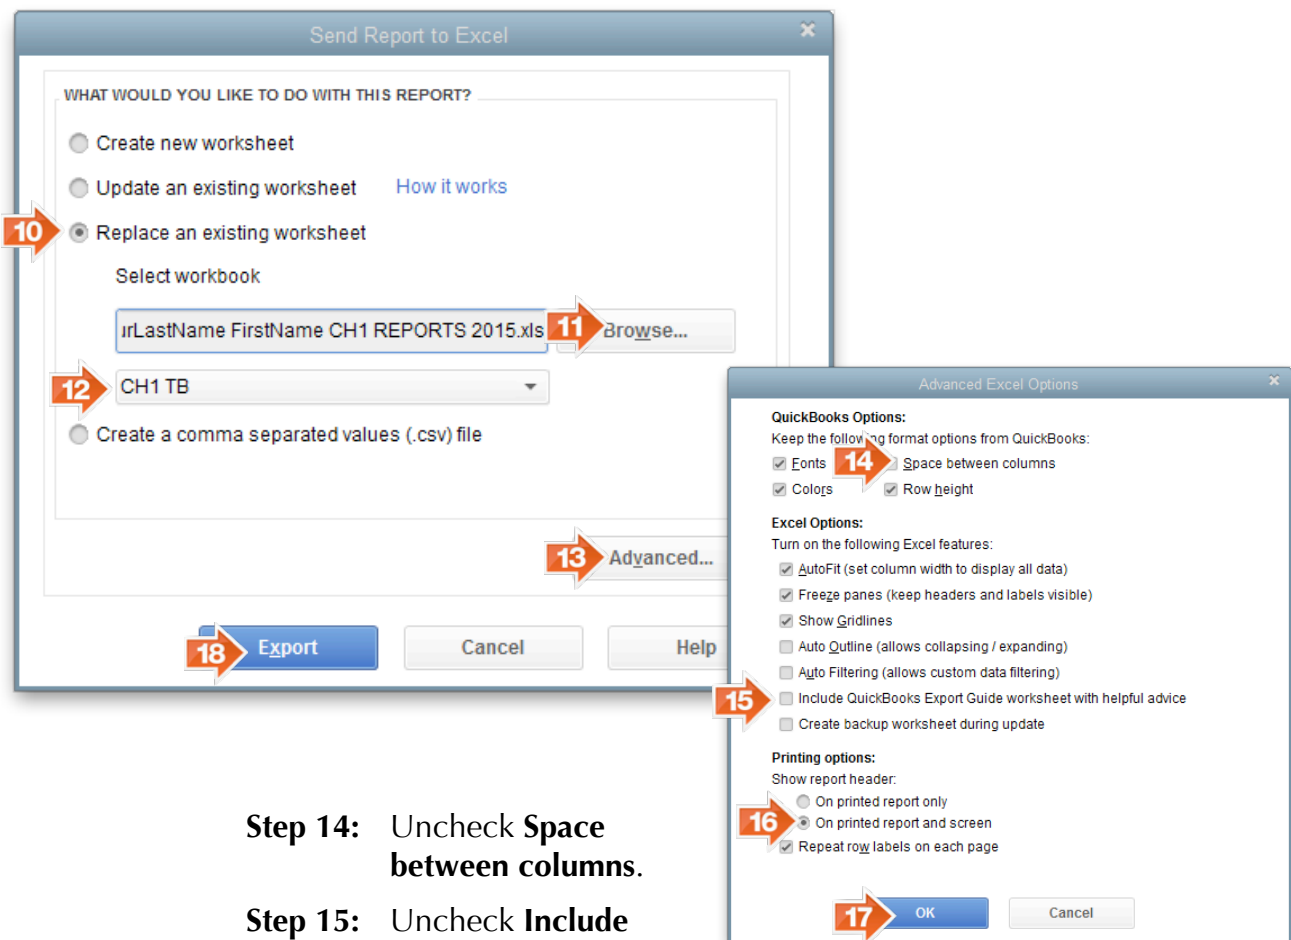 Send Report to Excel
WHAT WOULD YOU LIKE TO DO WITH THIS REPORT?
Create new worksheet
Update an existing worksheet How it works
10 Replace an existing worksheet
Select workbook
ırLastName FirstName CH1 REPORTS 2015.xls 11 Browse...
12 CH1 TB
Create a comma separated values (.csv) file
13 Advanced...
18 Export Cancel Help
Advanced Excel Options
QuickBooks Options:
Keep the following format options from QuickBooks:
Fonts 14 Space between columns
Colors Row height
Excel Options:
Turn on the following Excel features:
AutoFit (set column width to display all data)
Freeze panes (keep headers and labels visible)
Show Gridlines
Auto Outline (allows collapsing / expanding)
Auto Filtering (allows custom data filtering)
15 Include QuickBooks Export Guide worksheet with helpful advice
Create backup worksheet during update
Printing options:
Show report header:
On printed report only
16 On printed report and screen
Repeat row labels on each page
17 OK Cancel
Step 14: Uncheck Space
between columns.
Step 15: Uncheck Include